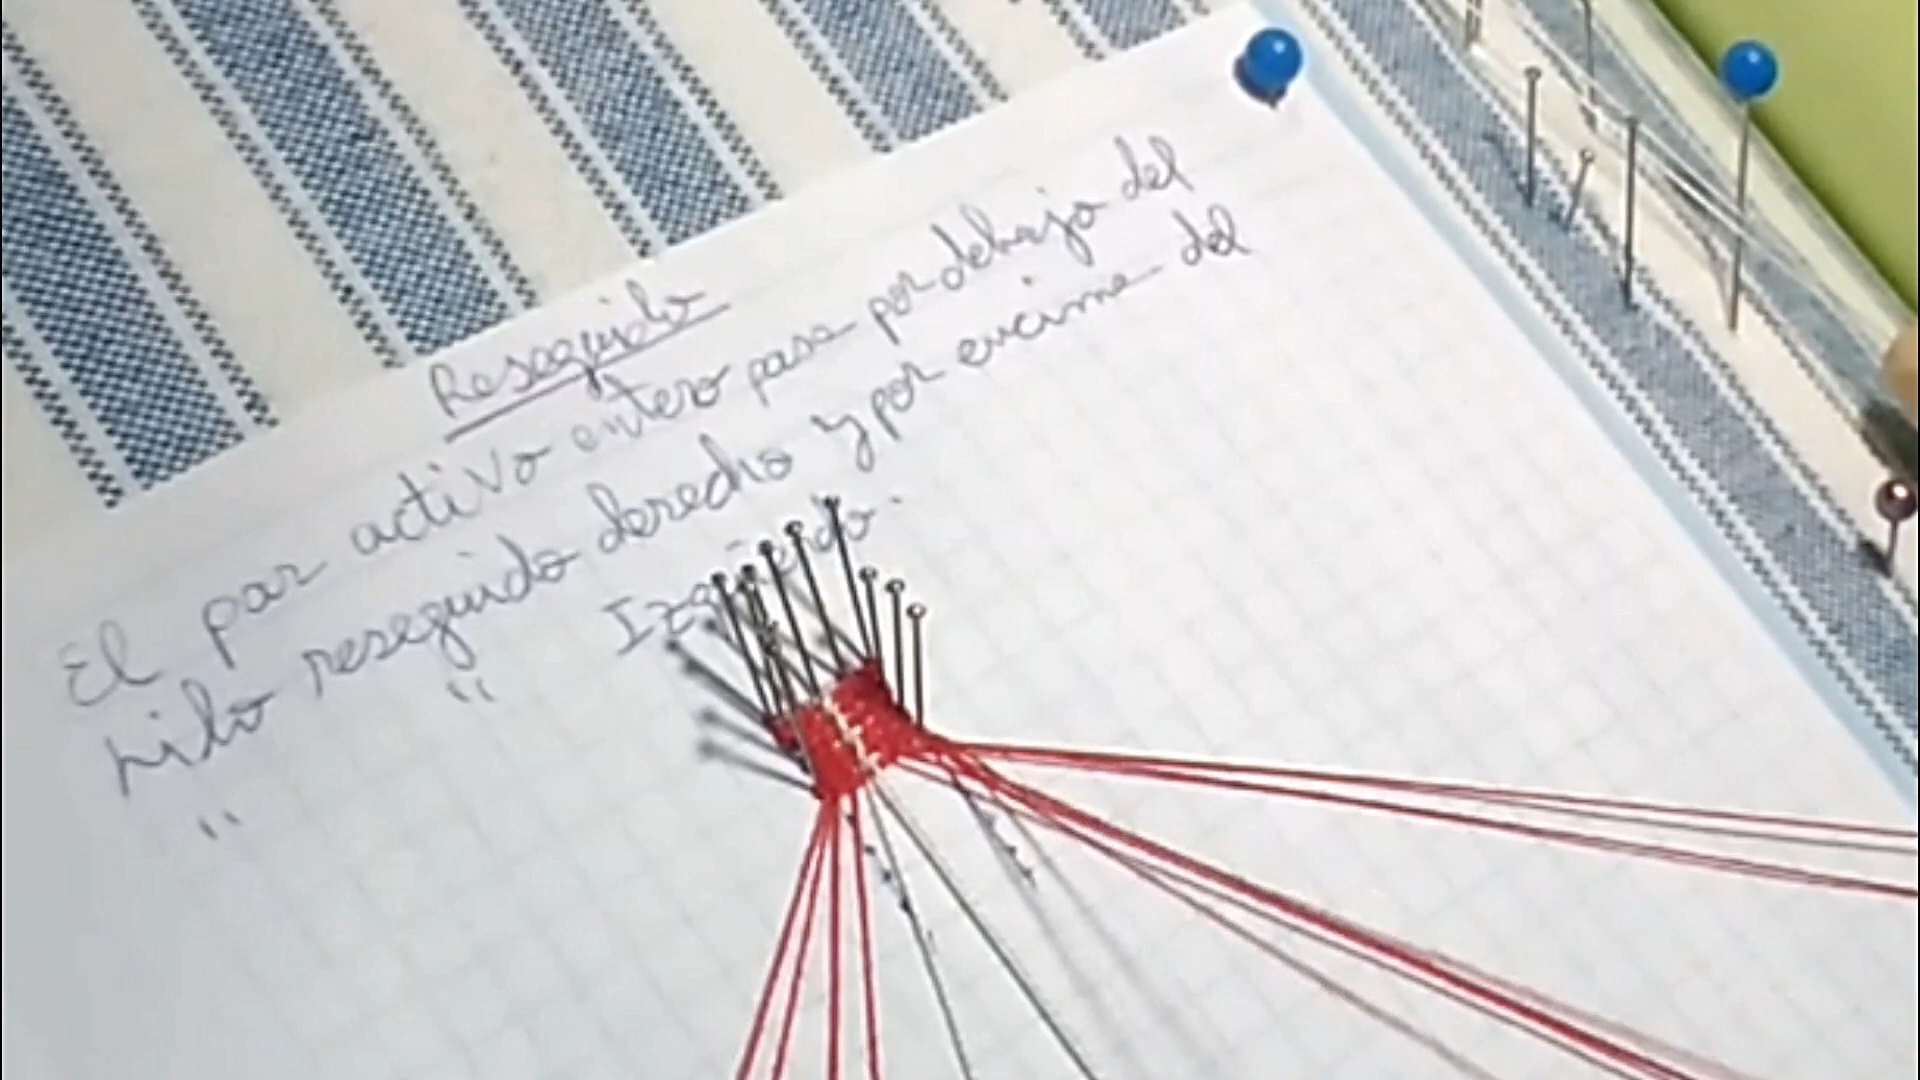 Reseguido
El par activo entero pasa por debajo del
hilo reseguido derecho y por encima del
" " Izquierdo.